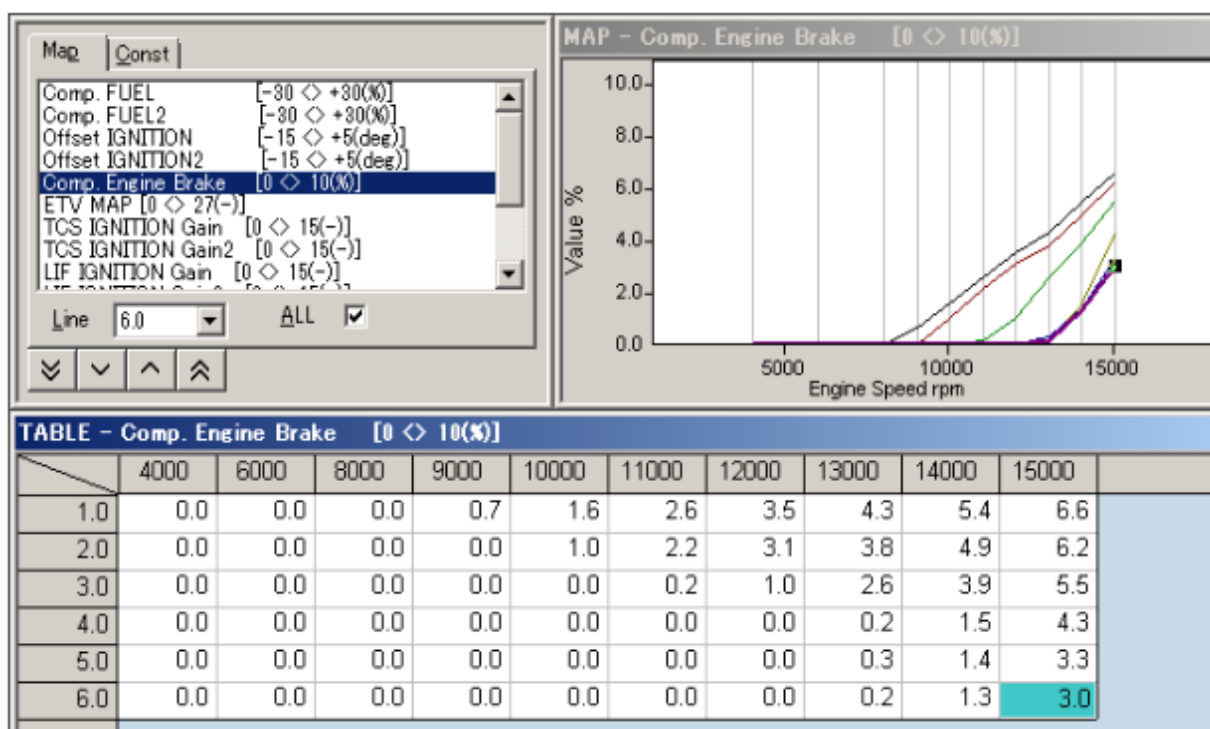 Map Const
Comp. FUEL [-30 <> +30(%)]
Comp. FUEL2 [-30 <> +30(%)]
Offset IGNITION [-15 <> +5(deg)]
Offset IGNITION2 [-15 <> +5(deg)]
Comp. Engine Brake [0 <> 10(%)]
ETV MAP [0 <> 27(-)]
TCS IGNITION Gain [0 <> 15(-)]
TCS IGNITION Gain2 [0 <> 15(-)]
LIF IGNITION Gain [0 <> 15(-)]
Line 6.0 ALL
MAP - Comp. Engine Brake [0 <> 10(%)]
10.0
8.0
6.0
4.0
2.0
0.0
Value %
5000 10000 15000
Engine Speed rpm
TABLE - Comp. Engine Brake [0 <> 10(%)]
4000 6000 8000 9000 10000 11000 12000 13000 14000 15000
1.0 0.0 0.0 0.0 0.7 1.6 2.6 3.5 4.3 5.4 6.6
2.0 0.0 0.0 0.0 0.0 1.0 2.2 3.1 3.8 4.9 6.2
3.0 0.0 0.0 0.0 0.0 0.0 0.2 1.0 2.6 3.9 5.5
4.0 0.0 0.0 0.0 0.0 0.0 0.0 0.0 0.2 1.5 4.3
5.0 0.0 0.0 0.0 0.0 0.0 0.0 0.0 0.3 1.4 3.3
6.0 0.0 0.0 0.0 0.0 0.0 0.0 0.0 0.2 1.3 3.0